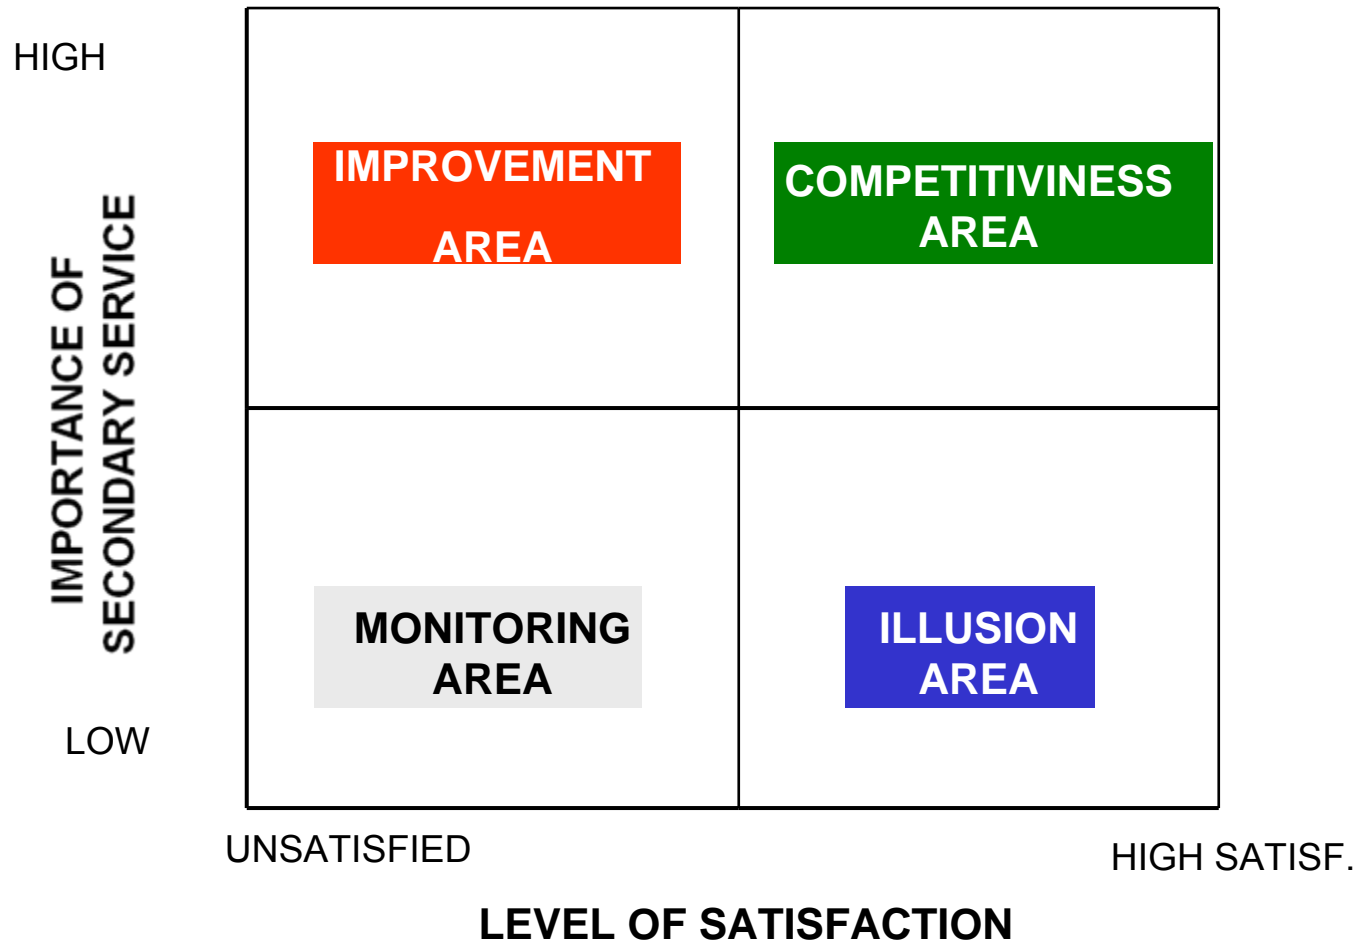 HIGH
IMPROVEMENT
AREA
COMPETITIVINESS
AREA
IMPORTANCE OF
SECONDARY SERVICE
MONITORING
AREA
ILLUSION
AREA
LOW
UNSATISFIED
HIGH SATISF.
LEVEL OF SATISFACTION